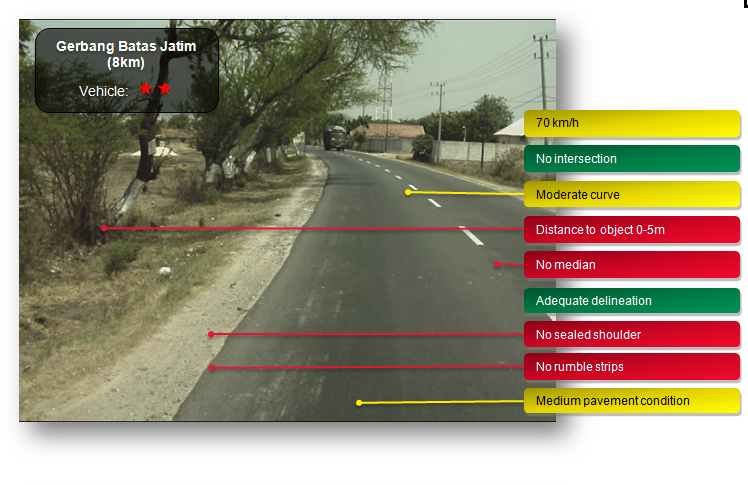 Gerbang Batas Jatim
(8km)
Vehicle:
70 km/h
No intersection
Moderate curve
Distance to object 0-5m
No median
Adequate delineation
No sealed shoulder
No rumble strips
Medium pavement condition